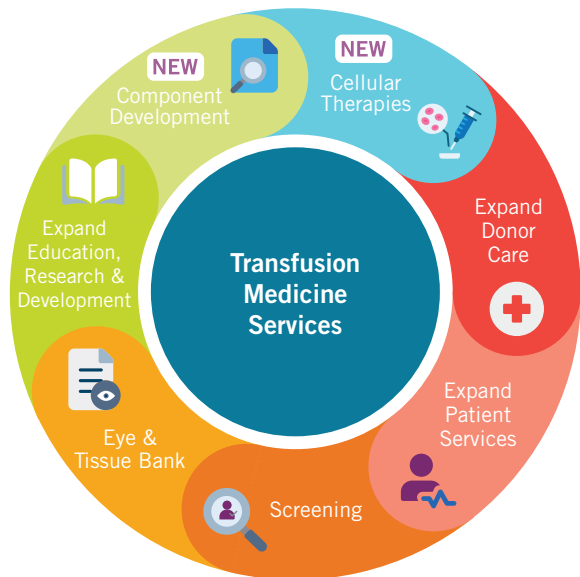 NEW
Component
Development
NEW
Cellular
Therapies
Expand
Donor
Care
Expand
Patient
Services
Screening
Eye &
Tissue Bank
Expand
Education,
Research &
Development
Transfusion
Medicine
Services